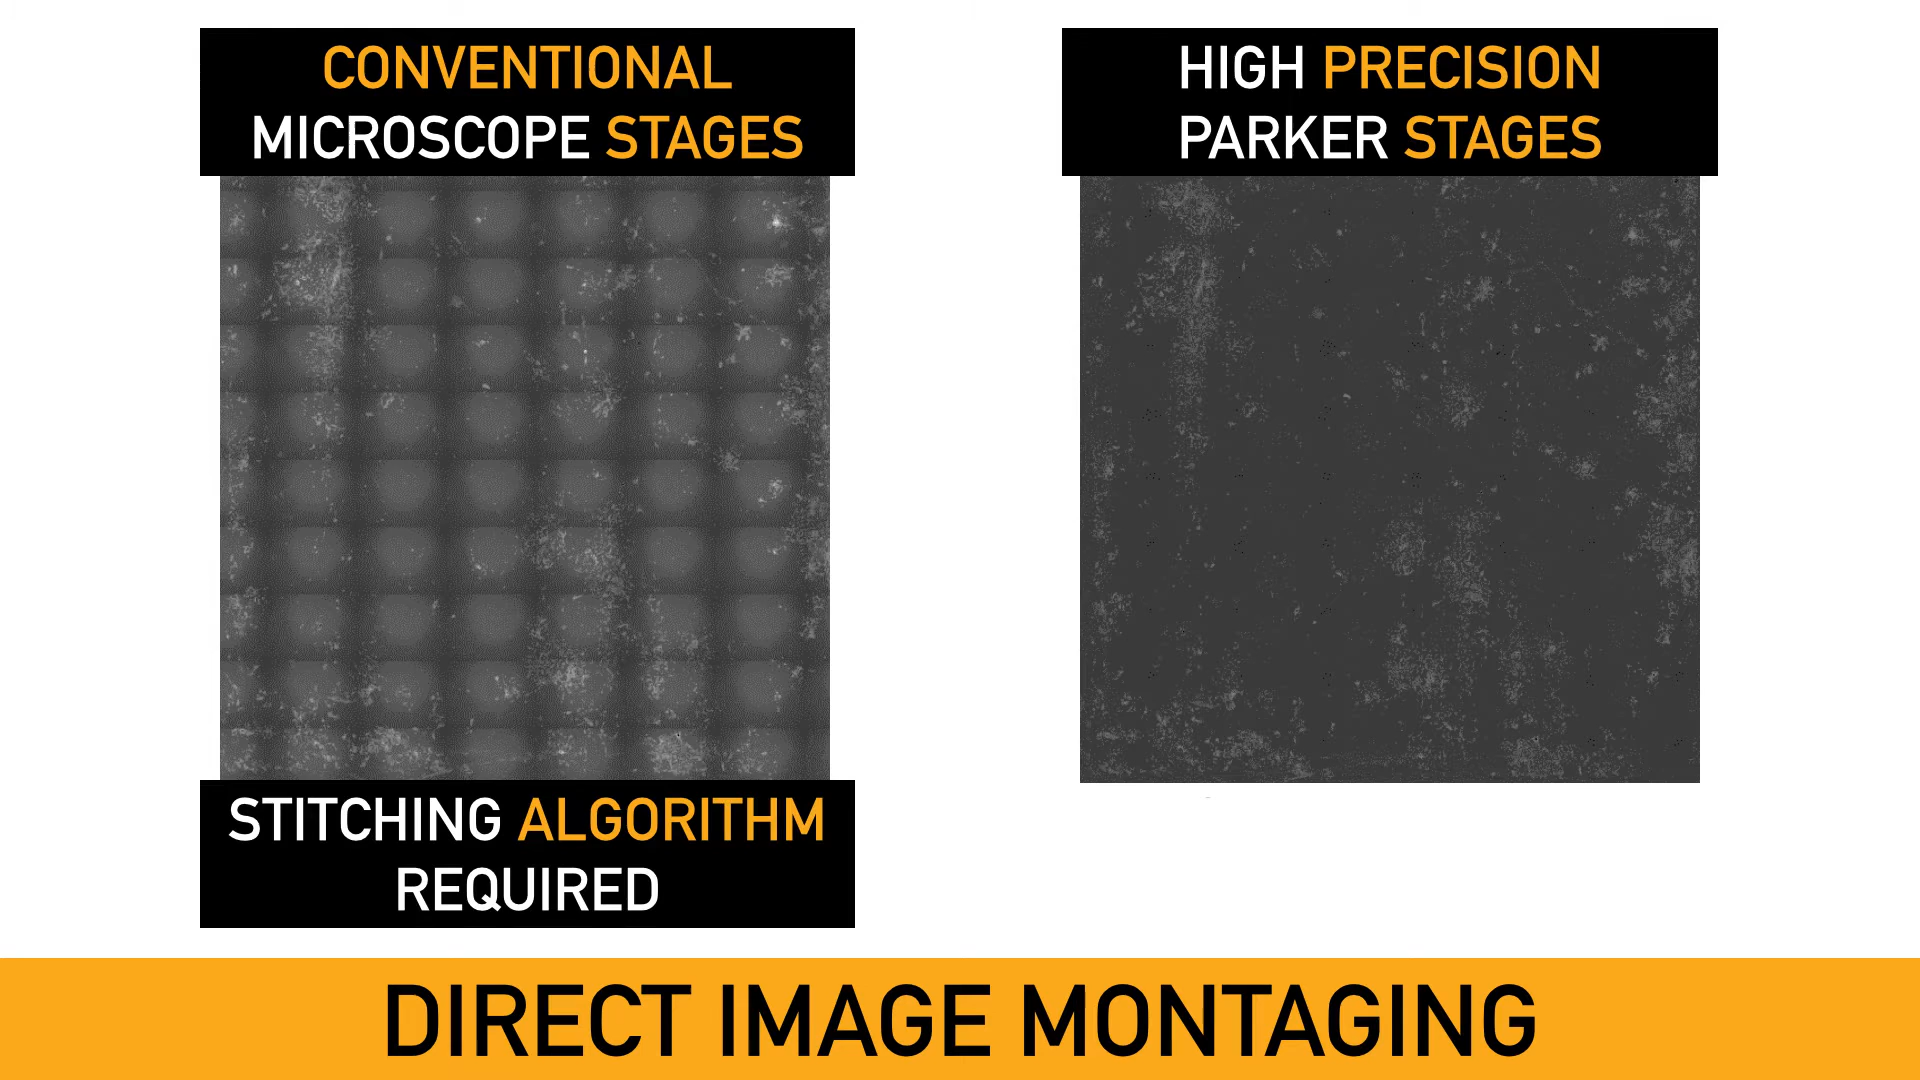 CONVENTIONAL
MICROSCOPE STAGES
HIGH PRECISION
PARKER STAGES
STITCHING ALGORITHM
REQUIRED
DIRECT IMAGE MONTAGING